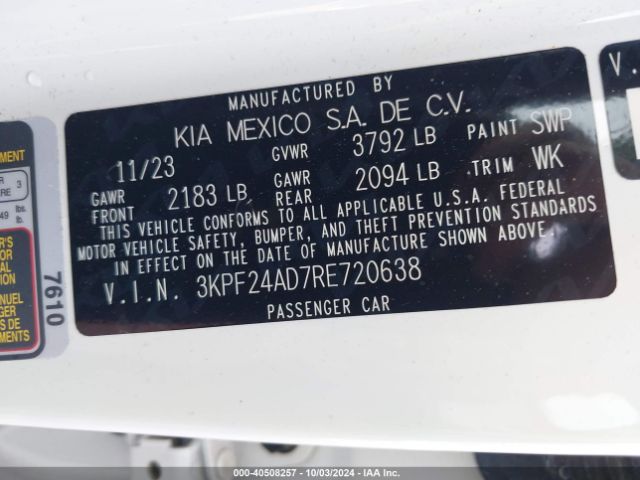 MANUFACTURED BY
KIA MEXICO S.A. DE C.V.
11/23 GVWR 3792 LB PAINT SWP
GAWR FRONT 2183 LB GAWR REAR 2094 LB TRIM WK
THIS VEHICLE CONFORMS TO ALL APPLICABLE U.S.A. FEDERAL
MOTOR VEHICLE SAFETY, BUMPER, AND THEFT PREVENTION STANDARDS
IN EFFECT ON THE DATE OF MANUFACTURE SHOWN ABOVE.
V.I.N. 3KPF24AD7RE720638
PASSENGER CAR
7610
V.
3
lbs.
000-40508257 - 10/03/2024 - IAA Inc.